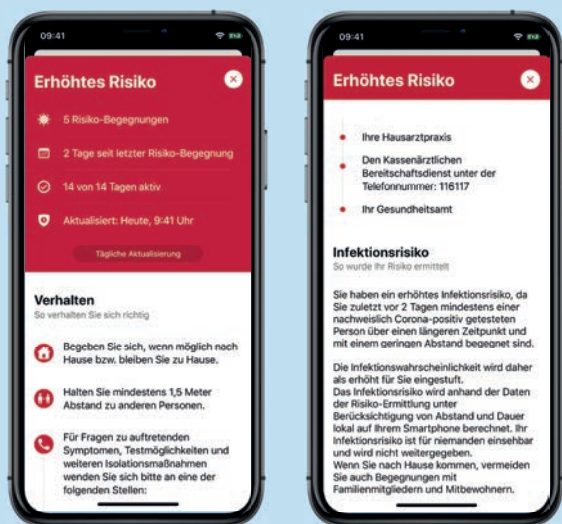 09:41
Erhöhtes Risiko
5 Risiko-Begegnungen
2 Tage seit letzter Risiko-Begegnung
14 von 14 Tagen aktiv
Aktualisiert: Heute, 9:41 Uhr
Tägliche Aktualisierung
Verhalten
So verhalten Sie sich richtig
Begeben Sie sich, wenn möglich nach
Hause bzw. bleiben Sie zu Hause.
Halten Sie mindestens 1,5 Meter
Abstand zu anderen Personen.
Für Fragen zu auftretenden
Symptomen, Testmöglichkeiten und
weiteren Isolationsmaßnahmen
wenden Sie sich bitte an eine der
folgenden Stellen:
09:41
Erhöhtes Risiko
Ihre Hausarztpraxis
Den Kassenärztlichen
Bereitschaftsdienst unter der
Telefonnummer: 116117
Ihr Gesundheitsamt
Infektionsrisiko
So wurde Ihr Risiko ermittelt
Sie haben ein erhöhtes Infektionsrisiko, da
Sie zuletzt vor 2 Tagen mindestens einer
nachweislich Corona-positiv getesteten
Person über einen längeren Zeitpunkt und
mit einem geringen Abstand begegnet sind.
Die Infektionswahrscheinlichkeit wird daher
als erhöht für Sie eingestuft.
Das Infektionsrisiko wird anhand der Daten
der Risiko-Ermittlung unter
Berücksichtigung von Abstand und Dauer
lokal auf Ihrem Smartphone berechnet. Ihr
Infektionsrisiko ist für niemanden einsehbar
und wird nicht weitergegeben.
Wenn Sie nach Hause kommen, vermeiden
Sie auch Begegnungen mit
Familienmitgliedern und Mitbewohnern.